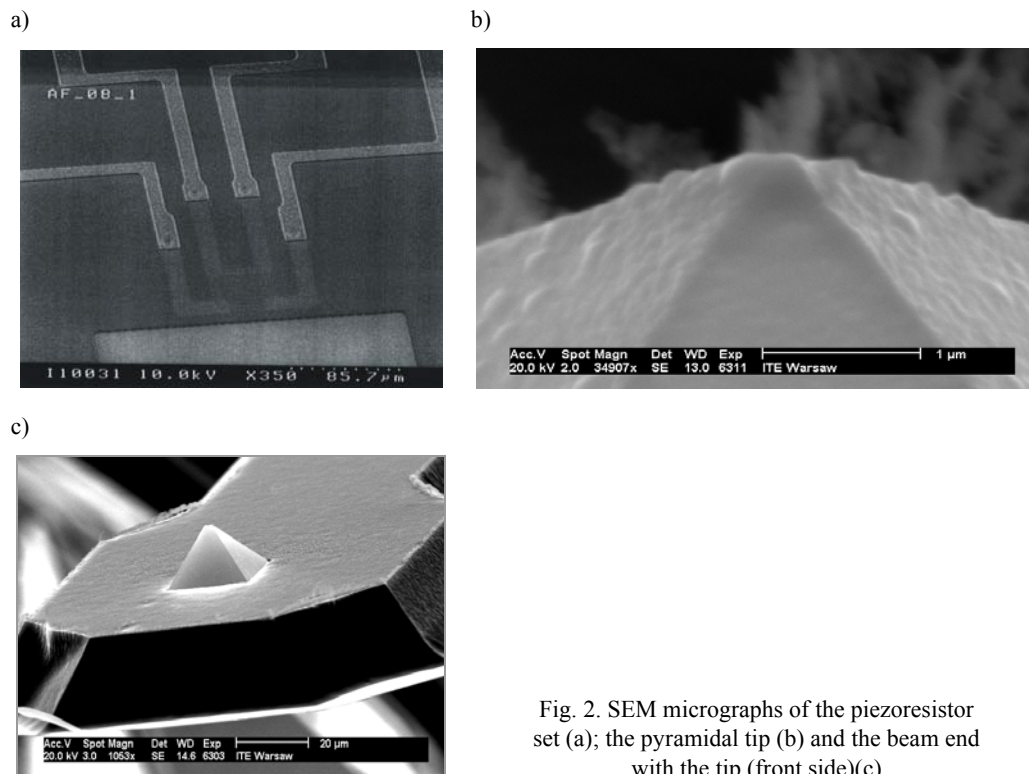 a)
b)
AF_08_1
I10031 10.0kV X350 85.7µm
Acc.V Spot Magn Det WD Exp 1 µm
20.0 kV 2.0 34907x SE 13.0 6311 ITE Warsaw
c)
Acc.V Spot Magn Det WD Exp 20 µm
20.0 kV 3.0 1053x SE 14.6 6303 ITE Warsaw
Fig. 2. SEM micrographs of the piezoresistor
set (a); the pyramidal tip (b) and the beam end
with the tip (front side)(c)